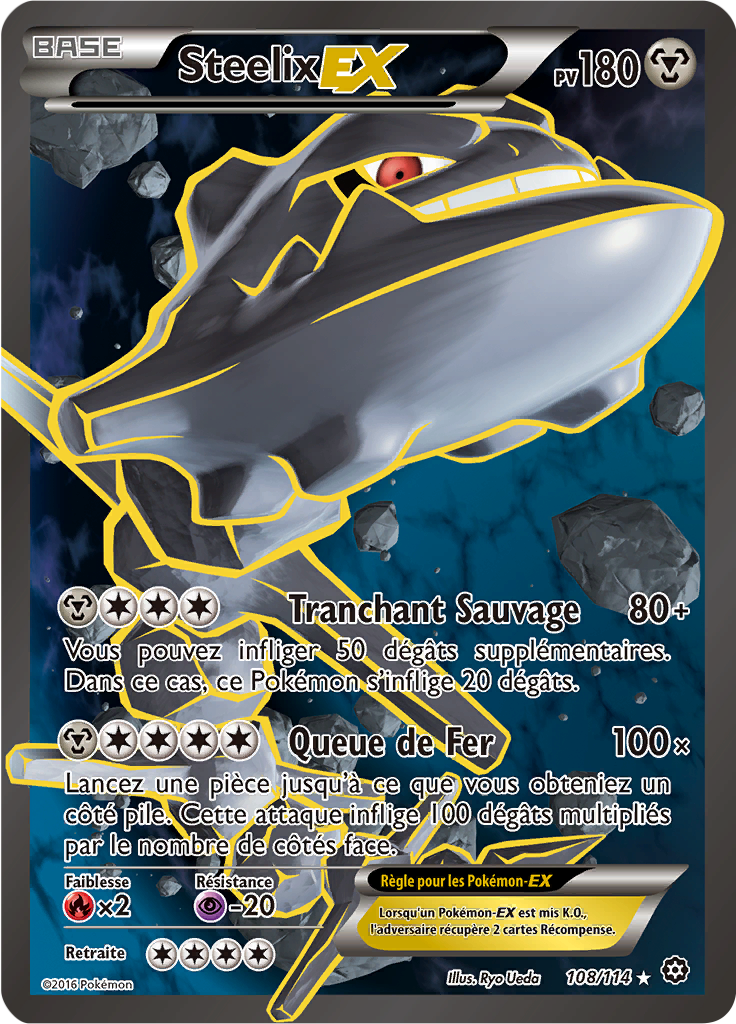 BASE
Steelix EX
PV180
Tranchant Sauvage 80+
Vous pouvez infliger 50 dégâts supplémentaires.
Dans ce cas, ce Pokémon s'inflige 20 dégâts.
Queue de Fer 100×
Lancez une pièce jusqu'à ce que vous obteniez un
côté pile. Cette attaque inflige 100 dégâts multipliés
par le nombre de côtés face.
Faiblesse
×2
Résistance
-20
Règle pour les Pokémon-EX
Lorsqu'un Pokémon-EX est mis K.O.,
l'adversaire récupère 2 cartes Récompense.
Retraite
©2016 Pokémon
Illus. Ryo Ueda
108/114 ★